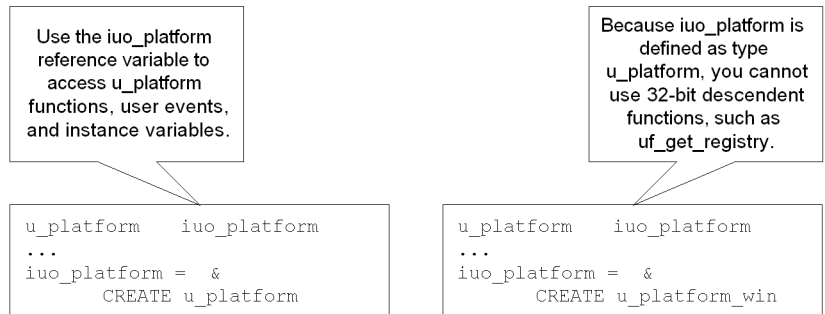 Use the iuo_platform
reference variable to
access u_platform
functions, user events,
and instance variables.
Because iuo_platform is
defined as type
u_platform, you cannot
use 32-bit descendent
functions, such as
uf_get_registry.
u_platform iuo_platform
...
iuo_platform = &
CREATE u_platform
u_platform iuo_platform
...
iuo_platform = &
CREATE u_platform_win